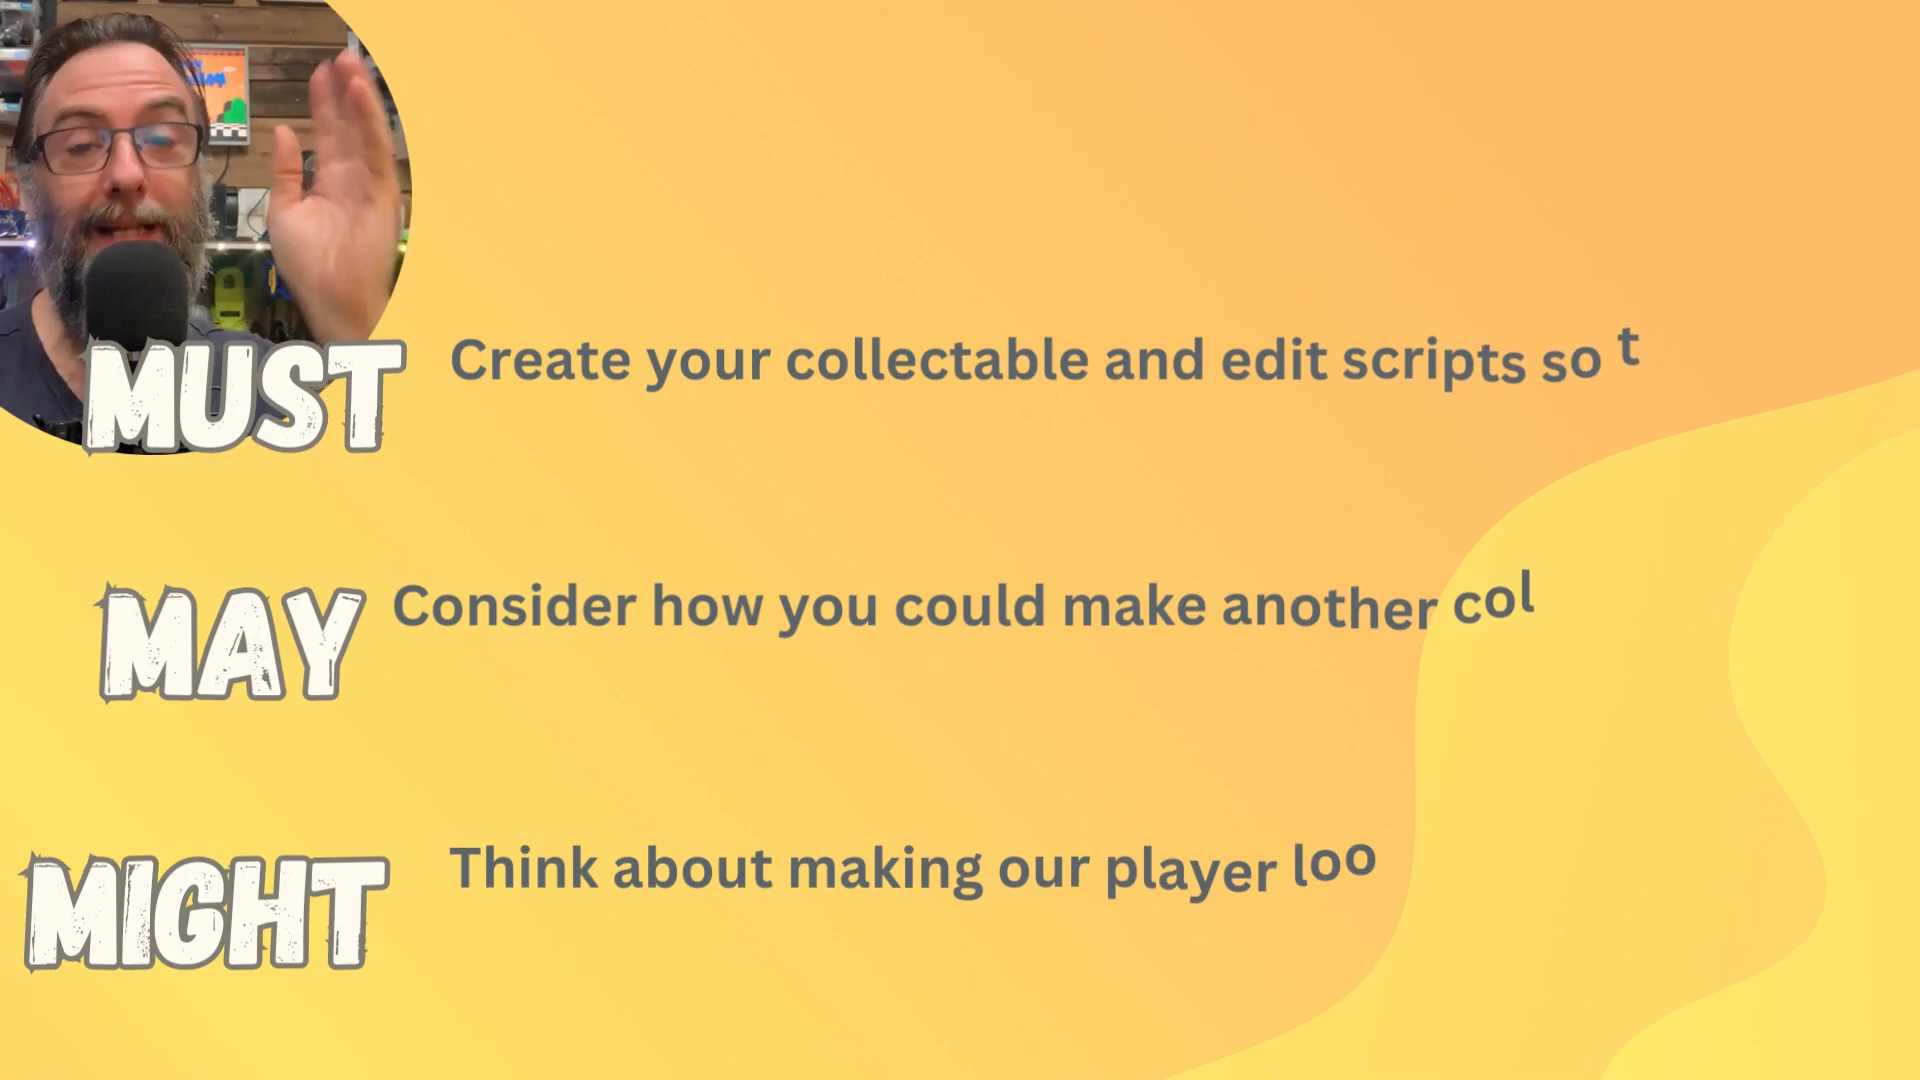 MUST
Create your collectable and edit scripts so t
MAY
Consider how you could make another col
MIGHT
Think about making our player loo